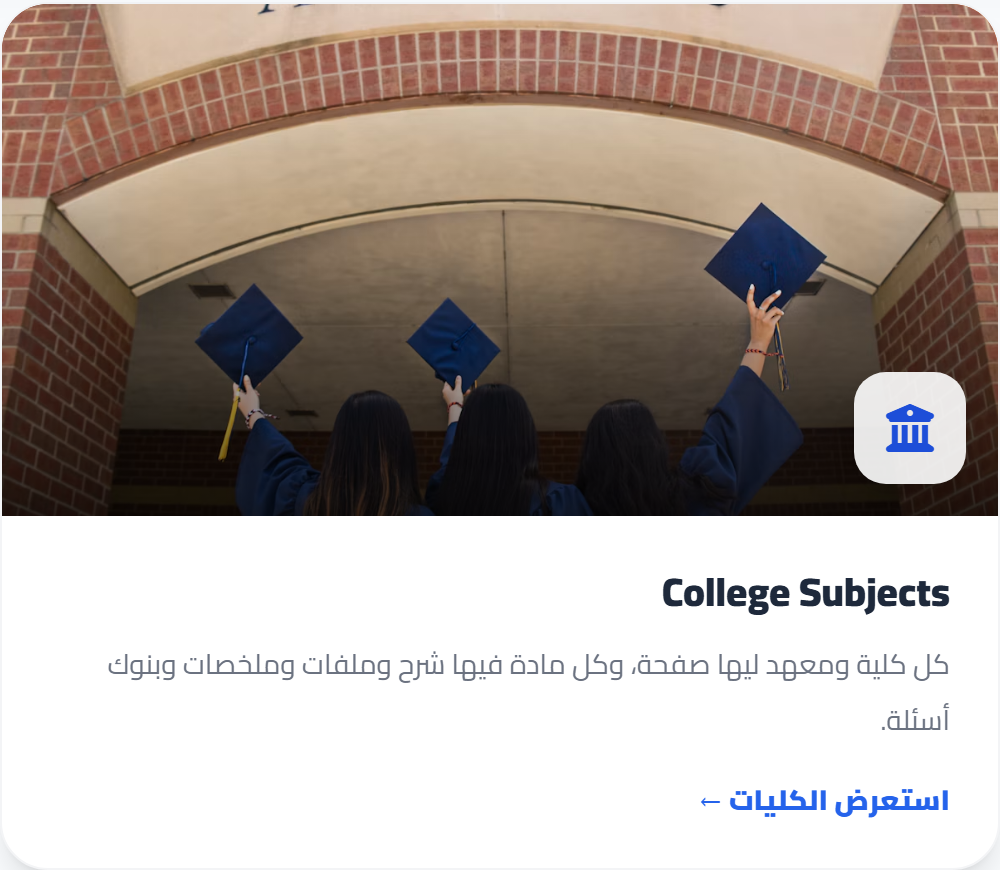 College Subjects
كل كلية ومعهد ليها صفحة، وكل مادة فيها شرح وملفات وملخصات وبنوك
أسئلة.
استعرض الكليات ←